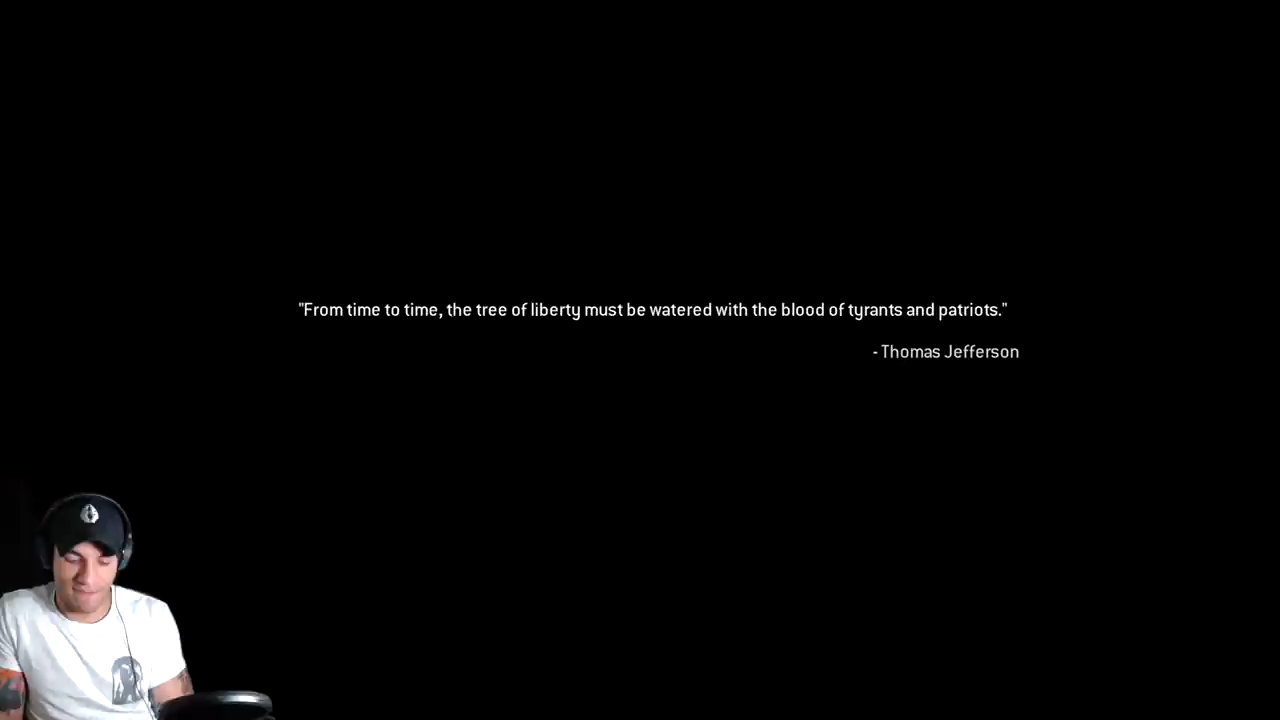 "From time to time, the tree of liberty must be watered with the blood of tyrants and patriots."
- Thomas Jefferson